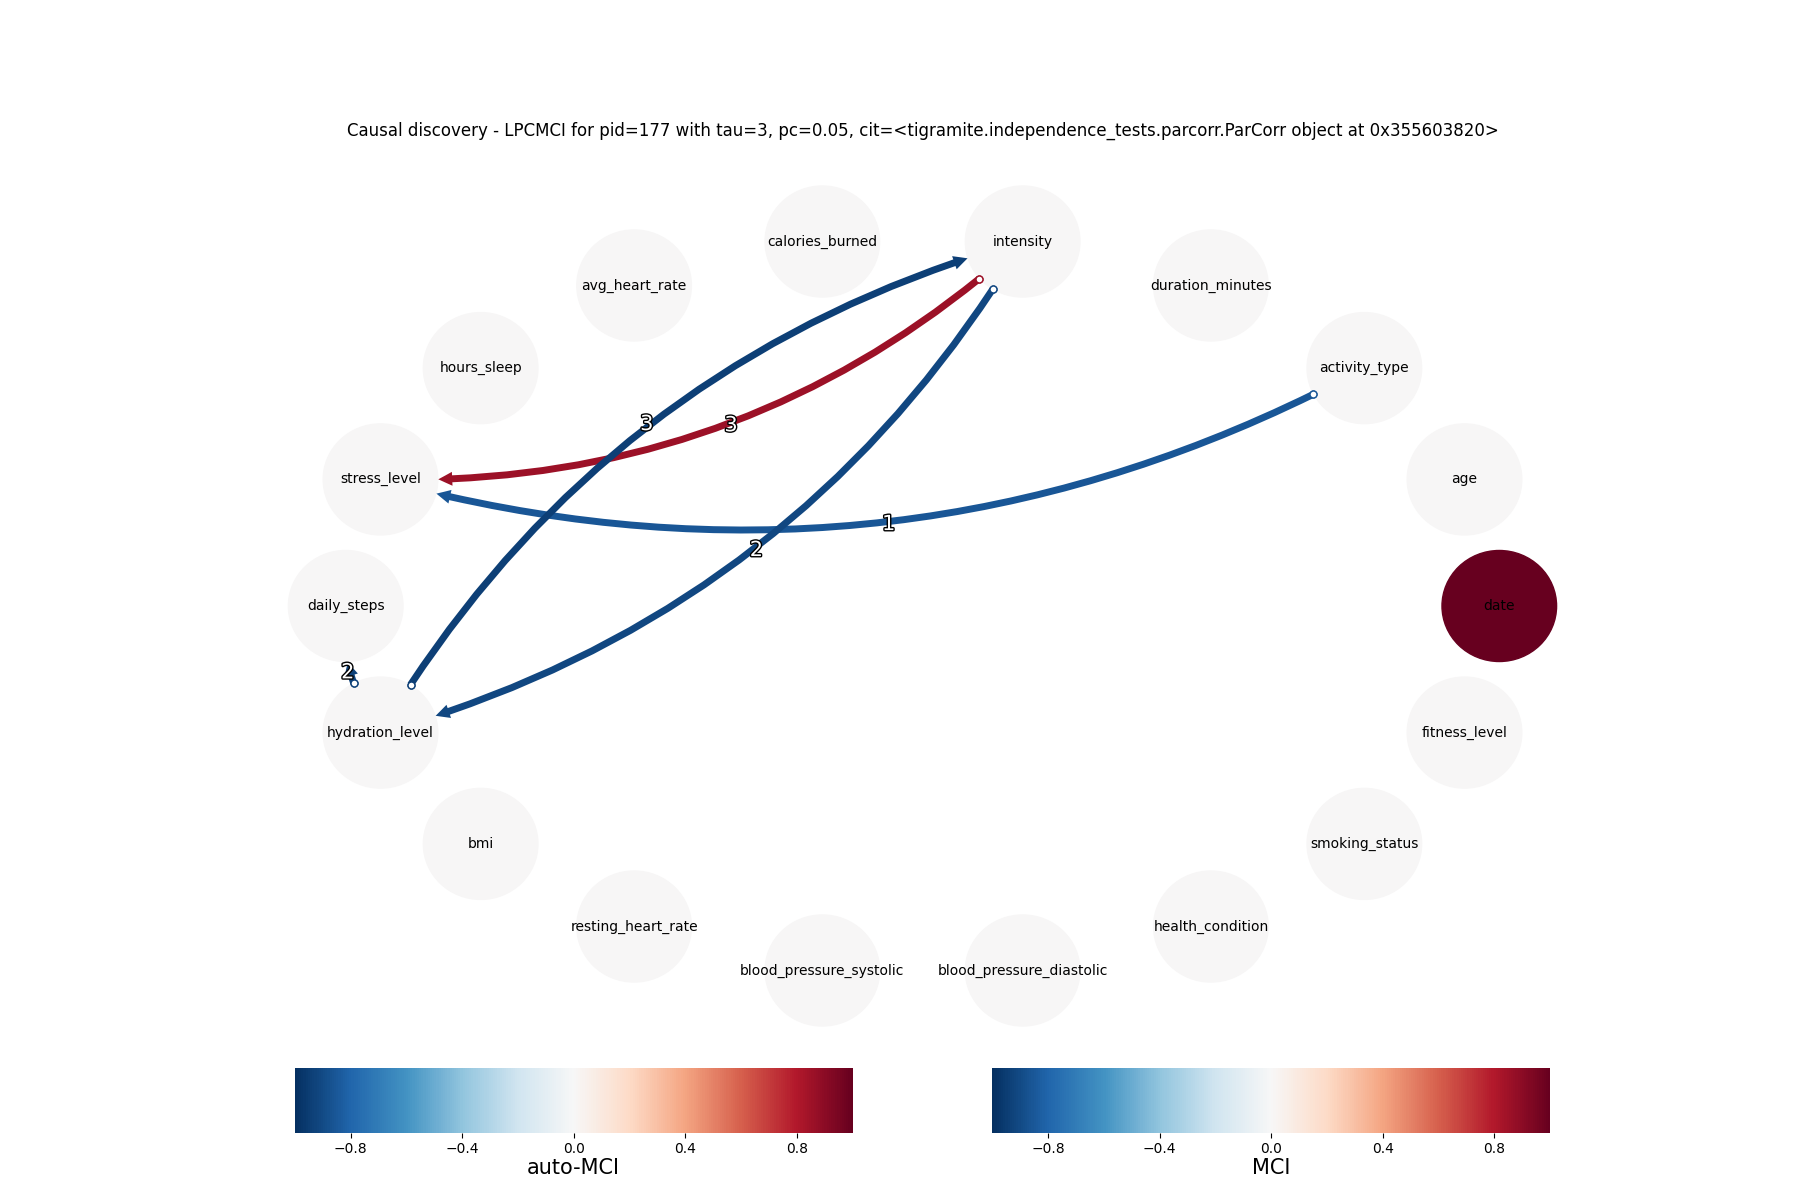 Causal discovery - LPCMCI for pid=177 with tau=3, pc=0.05, cit=<tigramite.independence_tests.parcorr.ParCorr object at 0x355603820>
calories_burned
intensity
avg_heart_rate
duration_minutes
hours_sleep
activity_type
3
3
stress_level
age
1
2
daily_steps
date
2
hydration_level
fitness_level
bmi
smoking_status
resting_heart_rate
health_condition
blood_pressure_systolic
blood_pressure_diastolic
−0.8 −0.4 0.0 0.4 0.8
auto-MCI
−0.8 −0.4 0.0 0.4 0.8
MCI